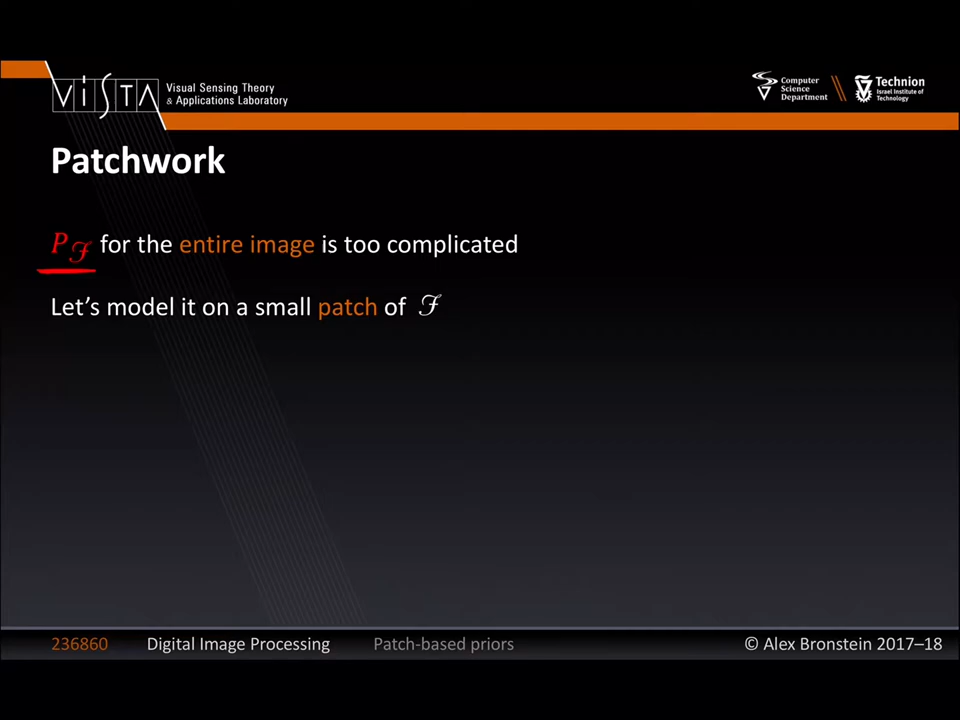 ViSTA
Visual Sensing Theory
& Applications Laboratory
Computer
Science
Department
Technion
Israel Institute of
Technology
Patchwork
P_ℱ for the entire image is too complicated
Let’s model it on a small patch of ℱ
236860 Digital Image Processing Patch-based priors © Alex Bronstein 2017–18